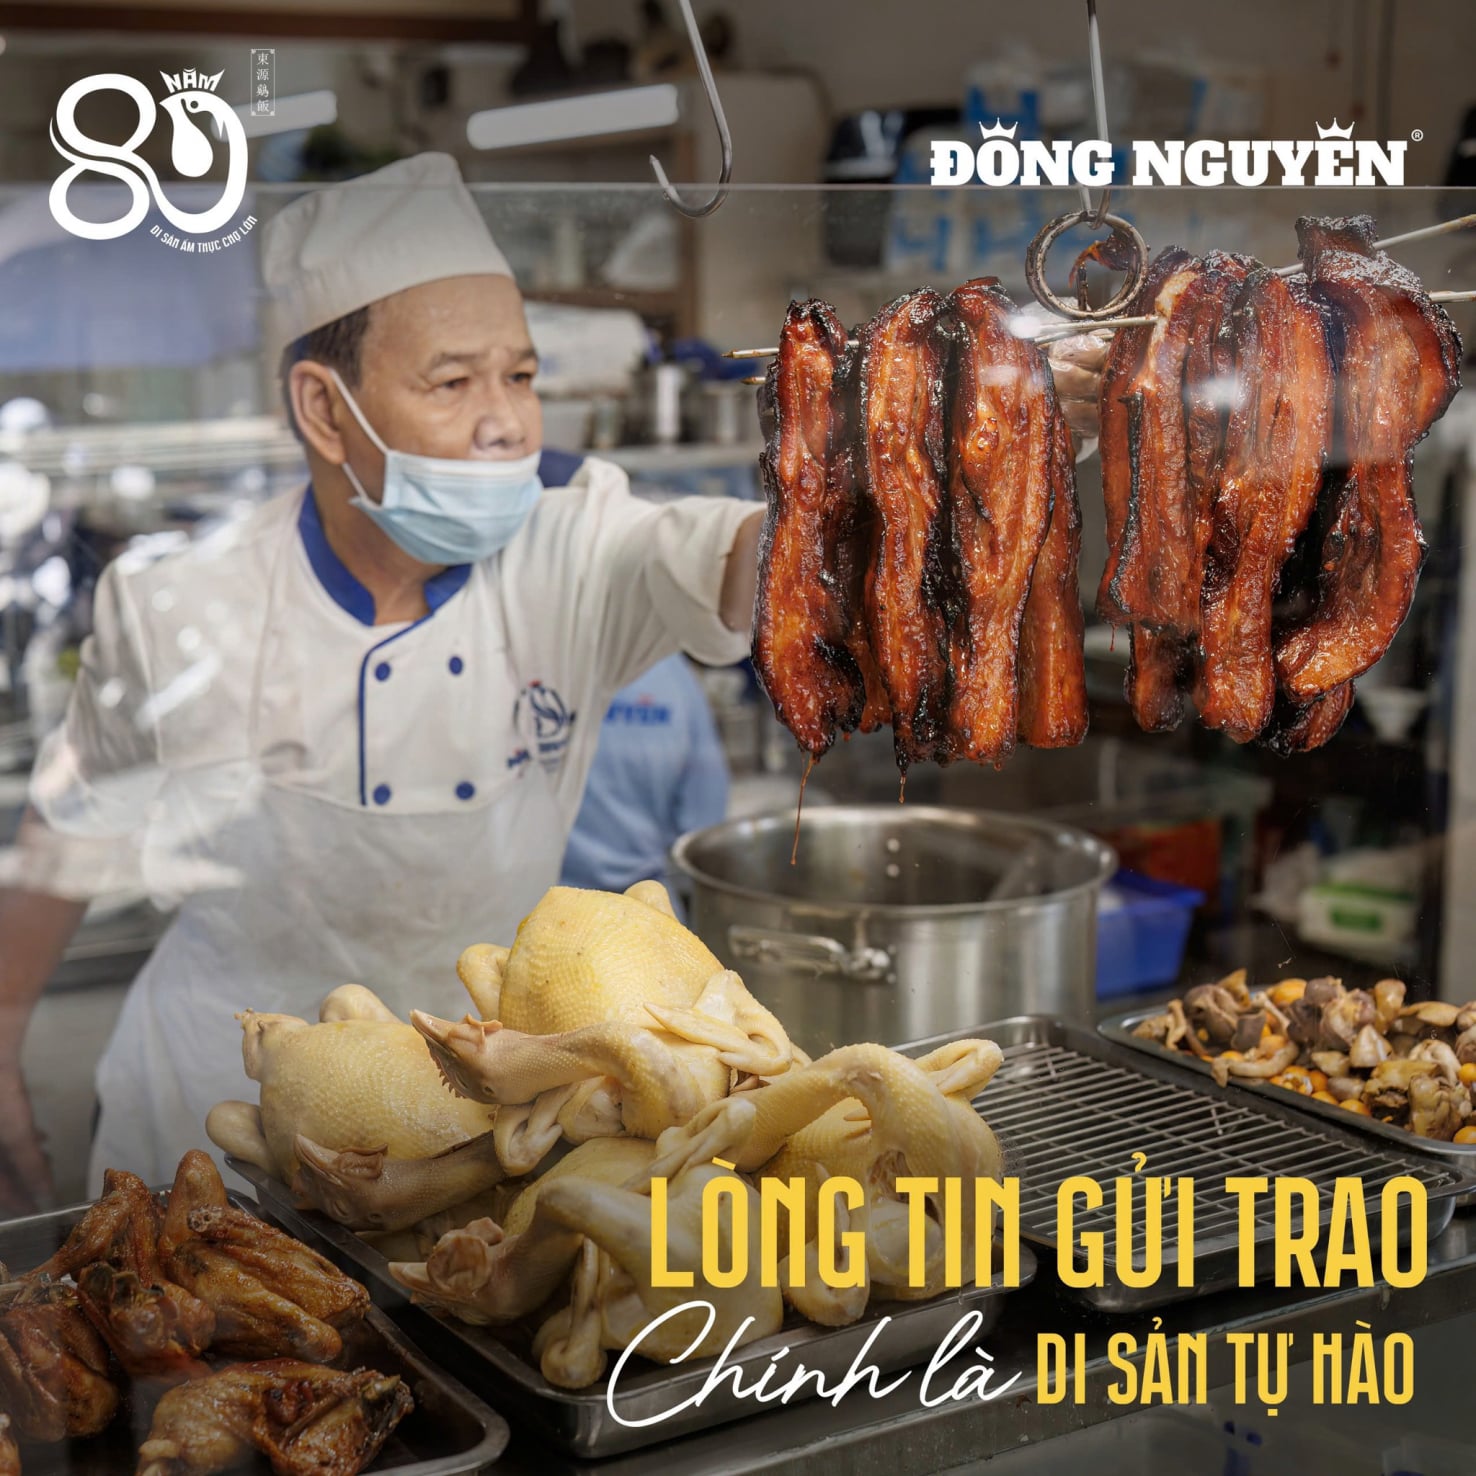 80 NĂM
DI SẢN ẨM THỰC CHỢ LỚN
東源鷄飯
ĐÔNG NGUYÊN®
LÒNG TIN GỬI TRAO
Chính là DI SẢN TỰ HÀO